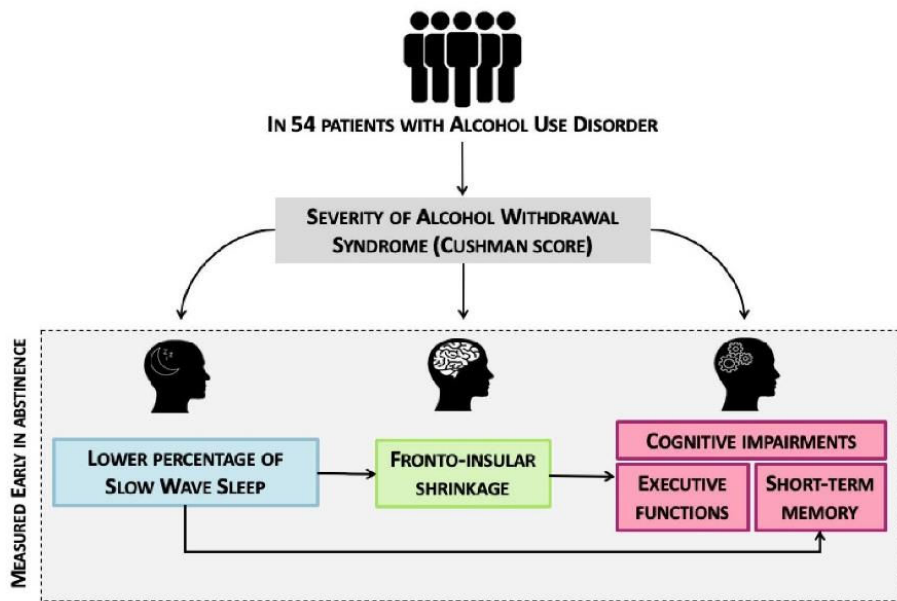 IN 54 PATIENTS WITH ALCOHOL USE DISORDER
SEVERITY OF ALCOHOL WITHDRAWAL
SYNDROME (CUSHMAN SCORE)
MEASURED EARLY IN ABSTINENCE
LOWER PERCENTAGE OF
SLOW WAVE SLEEP
FRONTO-INSULAR
SHRINKAGE
COGNITIVE IMPAIRMENTS
EXECUTIVE
FUNCTIONS
SHORT-TERM
MEMORY